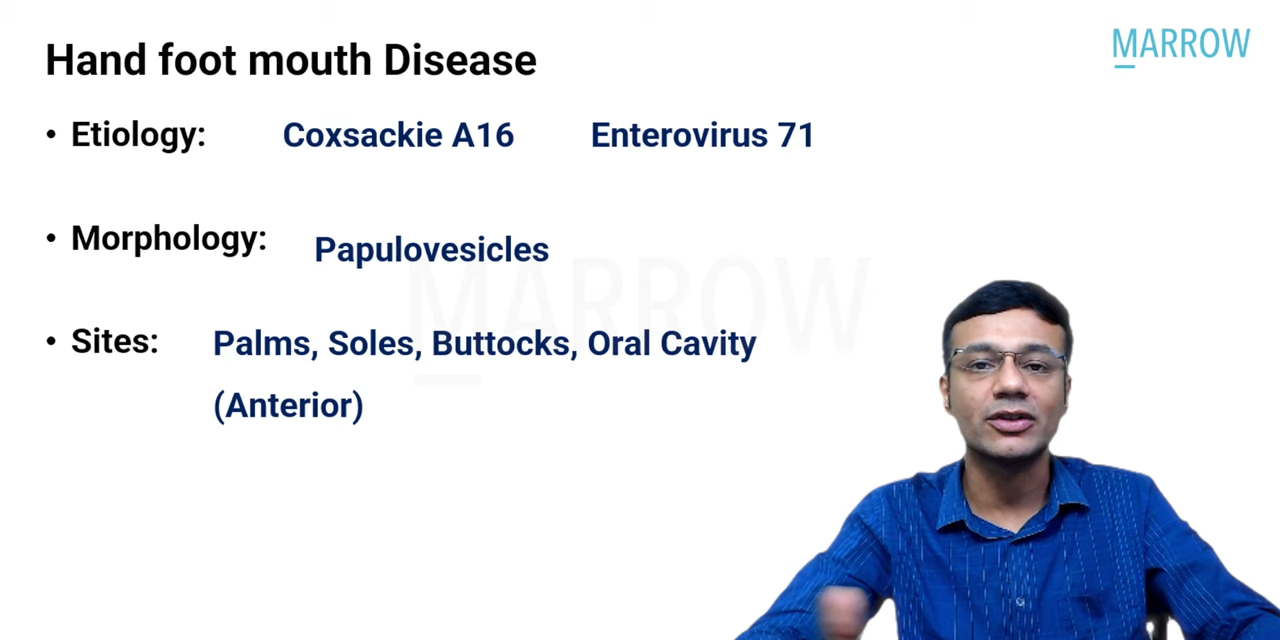 MARROW
Hand foot mouth Disease
• Etiology: Coxsackie A16 Enterovirus 71
• Morphology: Papulovesicles
MARROW
• Sites: Palms, Soles, Buttocks, Oral Cavity
(Anterior)